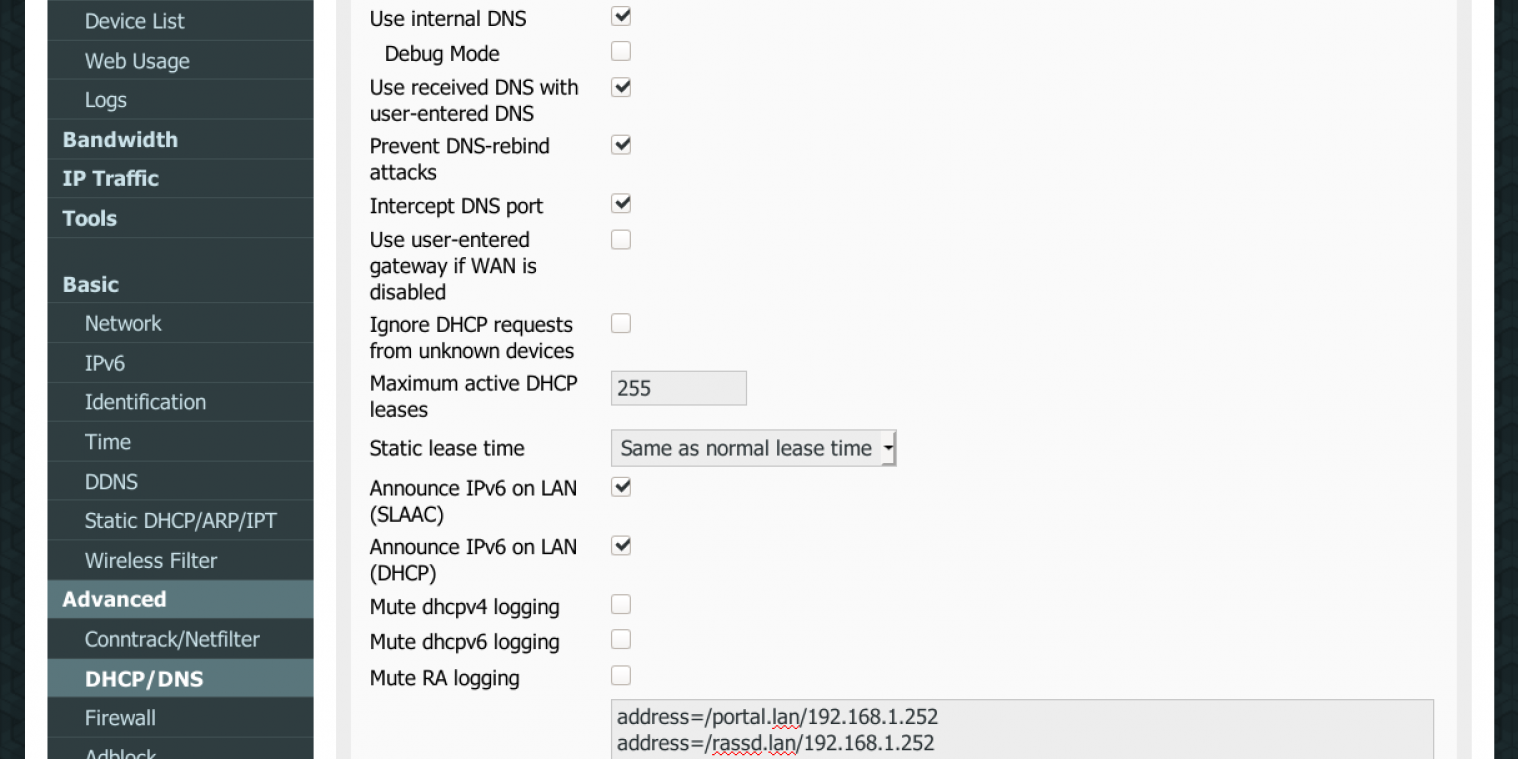 Device List
Web Usage
Logs
Bandwidth
IP Traffic
Tools
Basic
Network
IPv6
Identification
Time
DDNS
Static DHCP/ARP/IPT
Wireless Filter
Advanced
Conntrack/Netfilter
DHCP/DNS
Firewall
Adblock
Use internal DNS
Debug Mode
Use received DNS with
user-entered DNS
Prevent DNS-rebind
attacks
Intercept DNS port
Use user-entered
gateway if WAN is
disabled
Ignore DHCP requests
from unknown devices
Maximum active DHCP
leases
255
Static lease time
Same as normal lease time
Announce IPv6 on LAN
(SLAAC)
Announce IPv6 on LAN
(DHCP)
Mute dhcpv4 logging
Mute dhcpv6 logging
Mute RA logging
address=/portal.lan/192.168.1.252
address=/rassd.lan/192.168.1.252